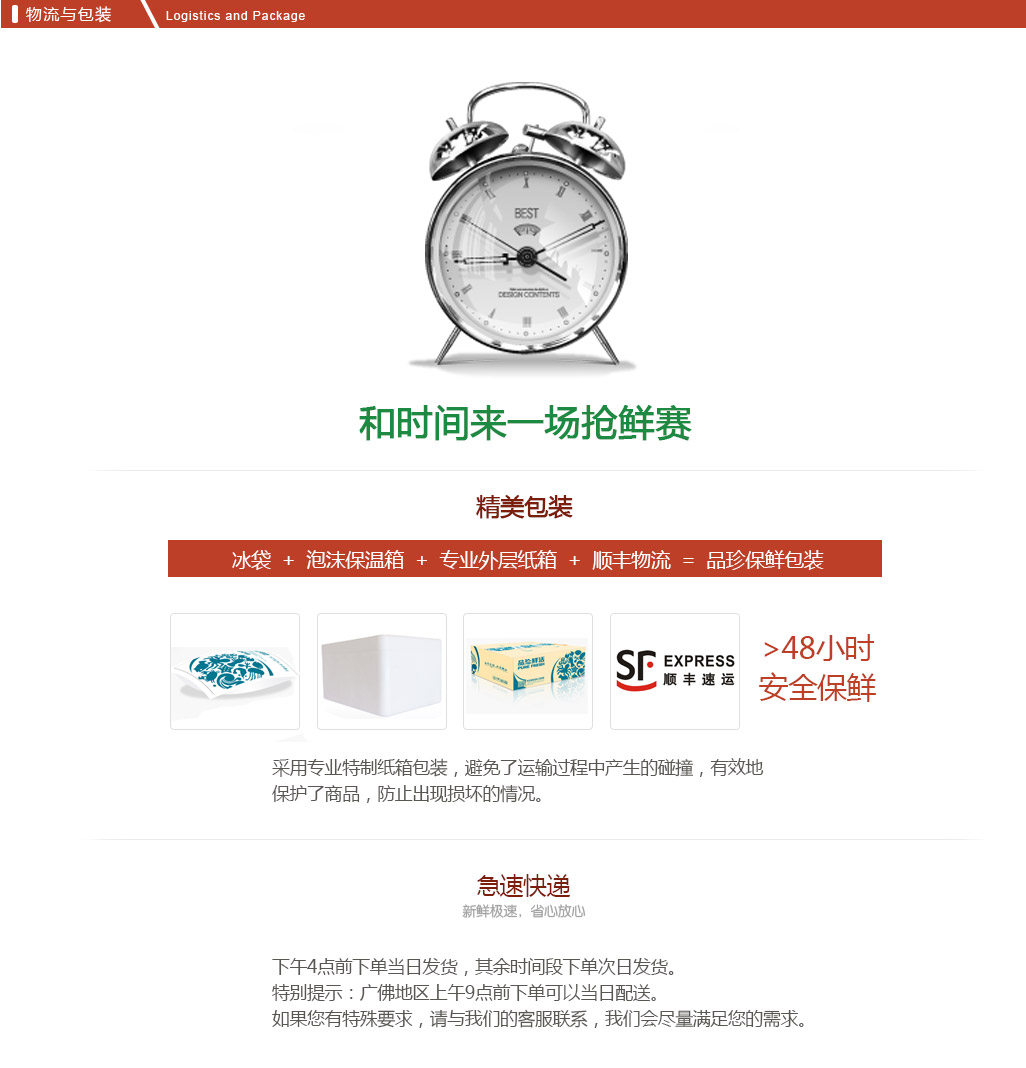 物流与包装
Logistics and Package
BEST
DESIGN CONTENTS
和时间来一场抢鲜赛
精美包装
冰袋 + 泡沫保温箱 + 专业外层纸箱 + 顺丰物流 = 品珍保鲜包装
品珍鲜活
PURE FRESH
SF EXPRESS
顺丰速运
>48小时
安全保鲜
采用专业特制纸箱包装，避免了运输过程中产生的碰撞，有效地
保护了商品，防止出现损坏的情况。
急速快递
新鲜极速，省心放心
下午4点前下单当日发货，其余时间段下单次日发货。
特别提示：广佛地区上午9点前下单可以当日配送。
如果您有特殊要求，请与我们的客服联系，我们会尽量满足您的需求。